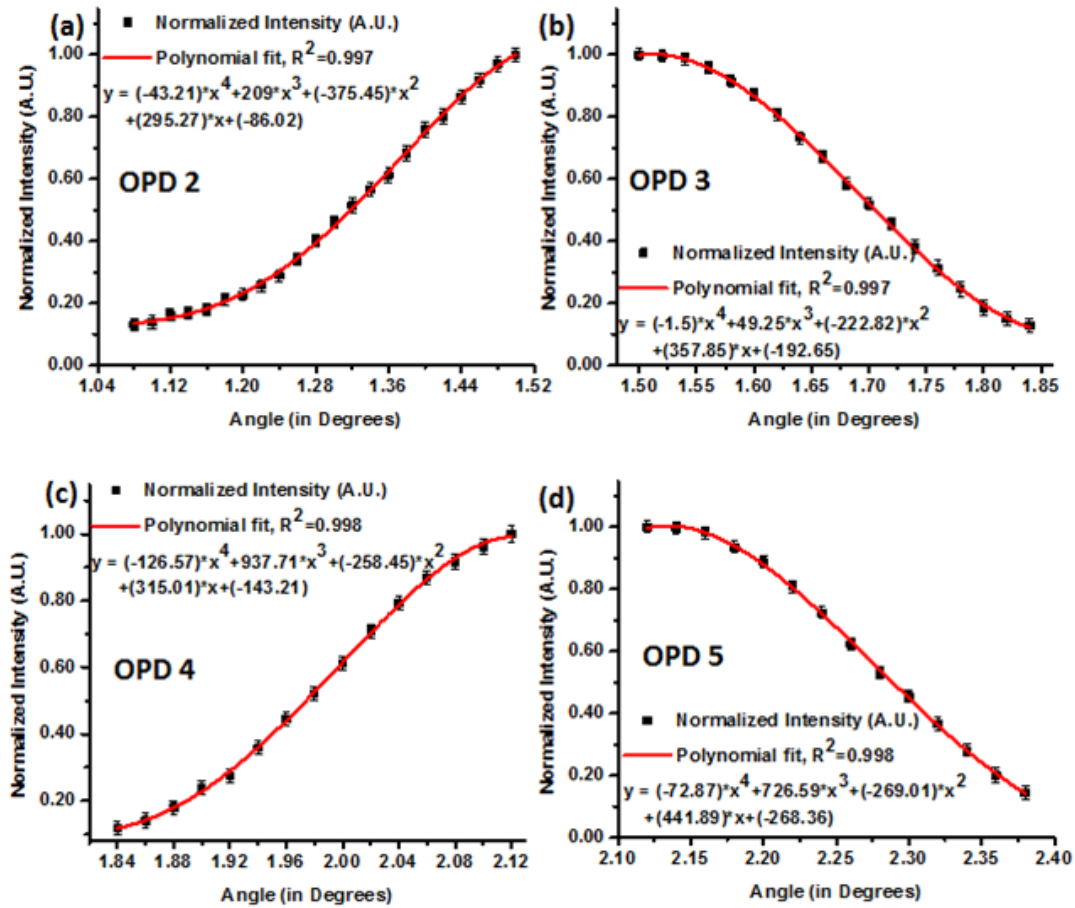 (a)
Normalized Intensity (A.U.)
Polynomial fit, R²=0.997
y = (-43.21)*x⁴+209*x³+(-375.45)*x²
+(295.27)*x+(-86.02)
OPD 2
Normalized Intensity (A.U.)
1.00
0.80
0.60
0.40
0.20
0.00
1.04 1.12 1.20 1.28 1.36 1.44 1.52
Angle (in Degrees)
(b)
OPD 3
Normalized Intensity (A.U.)
Polynomial fit, R²=0.997
y = (-1.5)*x⁴+49.25*x³+(-222.82)*x²
+(357.85)*x+(-192.65)
Normalized Intensity (A.U.)
1.00
0.80
0.60
0.40
0.20
0.00
1.50 1.55 1.60 1.65 1.70 1.75 1.80 1.85
Angle (in Degrees)
(c)
Normalized Intensity (A.U.)
Polynomial fit, R²=0.998
y = (-126.57)*x⁴+937.71*x³+(-258.45)*x²
+(315.01)*x+(-143.21)
OPD 4
Normalized Intensity (A.U.)
1.00
0.80
0.60
0.40
0.20
1.84 1.88 1.92 1.96 2.00 2.04 2.08 2.12
Angle (in Degrees)
(d)
OPD 5
Normalized Intensity (A.U.)
Polynomial fit, R²=0.998
y = (-72.87)*x⁴+726.59*x³+(-269.01)*x²
+(441.89)*x+(-268.36)
Normalized Intensity (A.U.)
1.00
0.80
0.60
0.40
0.20
0.00
2.10 2.15 2.20 2.25 2.30 2.35 2.40
Angle (in Degrees)